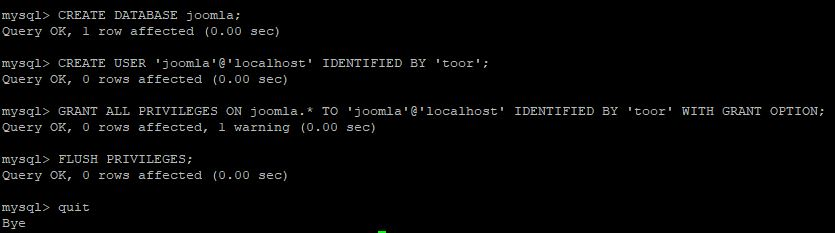 mysql> CREATE DATABASE joomla;
Query OK, 1 row affected (0.00 sec)
mysql> CREATE USER 'joomla'@'localhost' IDENTIFIED BY 'toor';
Query OK, 0 rows affected (0.00 sec)
mysql> GRANT ALL PRIVILEGES ON joomla.* TO 'joomla'@'localhost' IDENTIFIED BY 'toor' WITH GRANT OPTION;
Query OK, 0 rows affected, 1 warning (0.00 sec)
mysql> FLUSH PRIVILEGES;
Query OK, 0 rows affected (0.00 sec)
mysql> quit
Bye